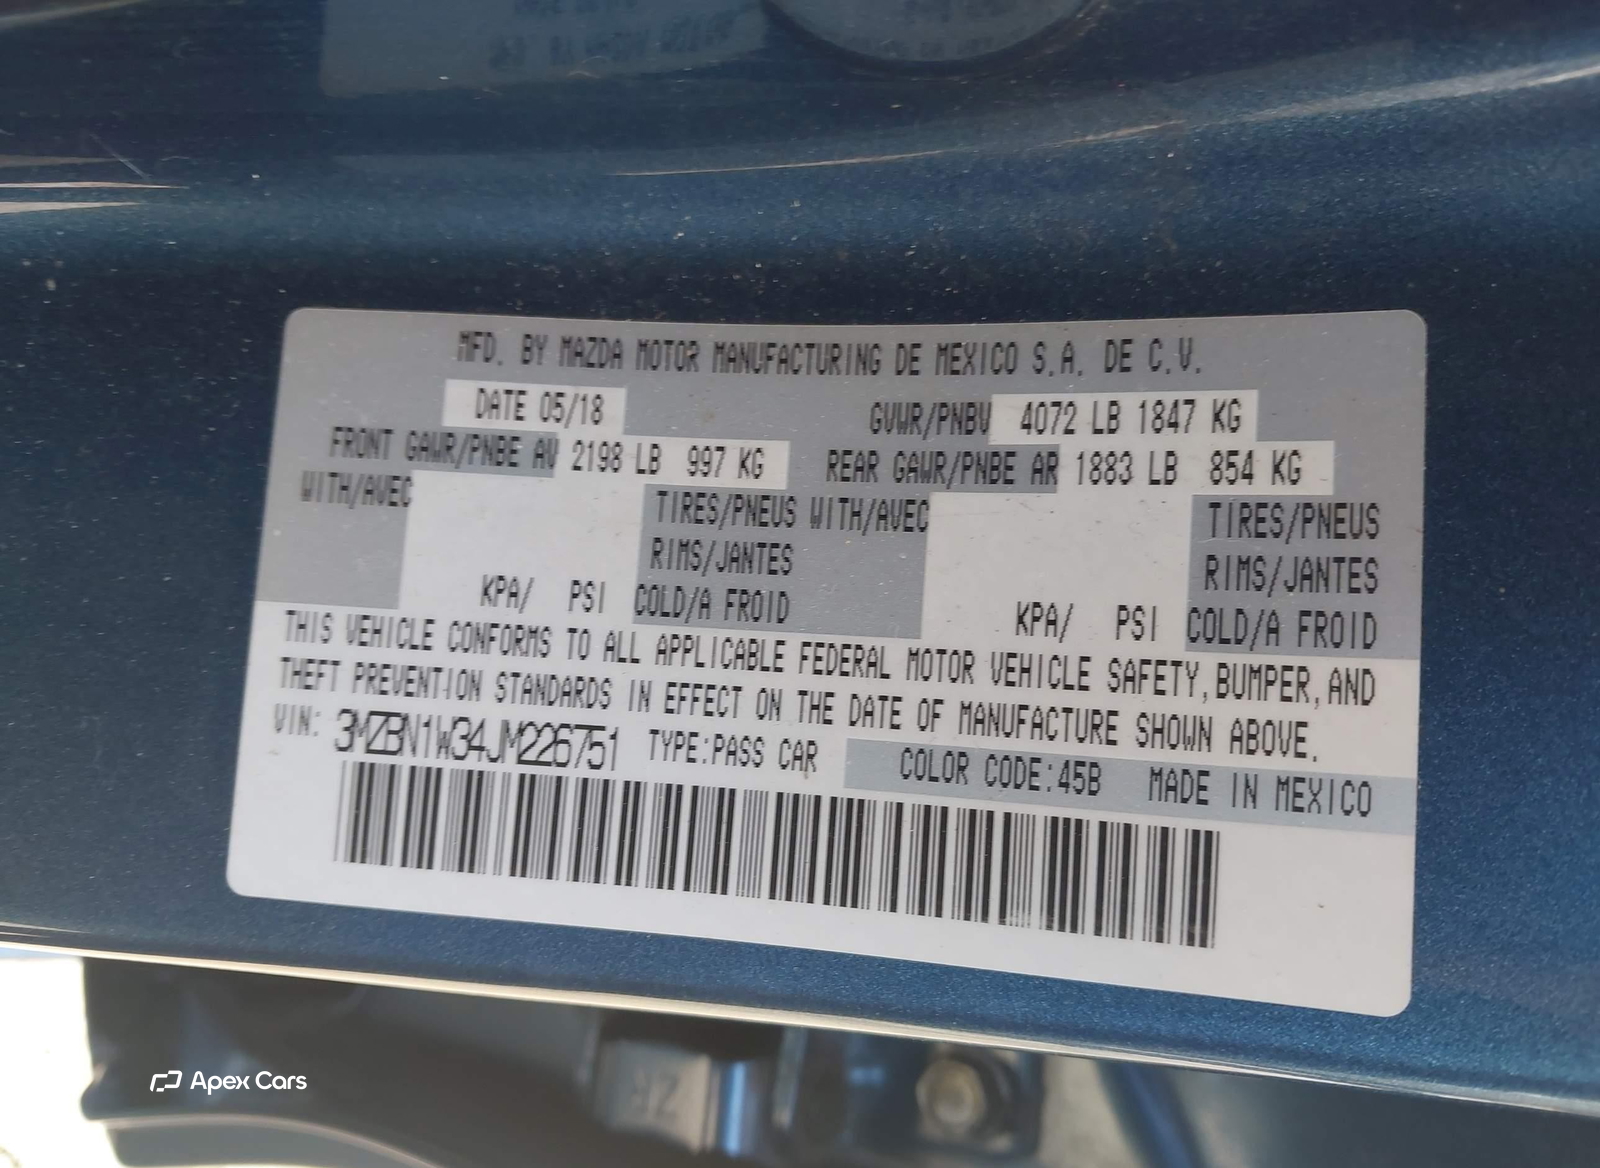 MFD. BY MAZDA MOTOR MANUFACTURING DE MEXICO S.A. DE C.V.
DATE 05/18 GVWR/PNBV 4072 LB 1847 KG
FRONT GAWR/PNBE AV 2198 LB 997 KG REAR GAWR/PNBE AR 1883 LB 854 KG
WITH/AVEC TIRES/PNEUS WITH/AVEC TIRES/PNEUS
RIMS/JANTES RIMS/JANTES
KPA/ PSI COLD/A FROID KPA/ PSI COLD/A FROID
THIS VEHICLE CONFORMS TO ALL APPLICABLE FEDERAL MOTOR VEHICLE SAFETY, BUMPER, AND
THEFT PREVENTION STANDARDS IN EFFECT ON THE DATE OF MANUFACTURE SHOWN ABOVE.
VIN: 3MZBN1W34JM226751 TYPE:PASS CAR COLOR CODE:45B MADE IN MEXICO
Apex Cars